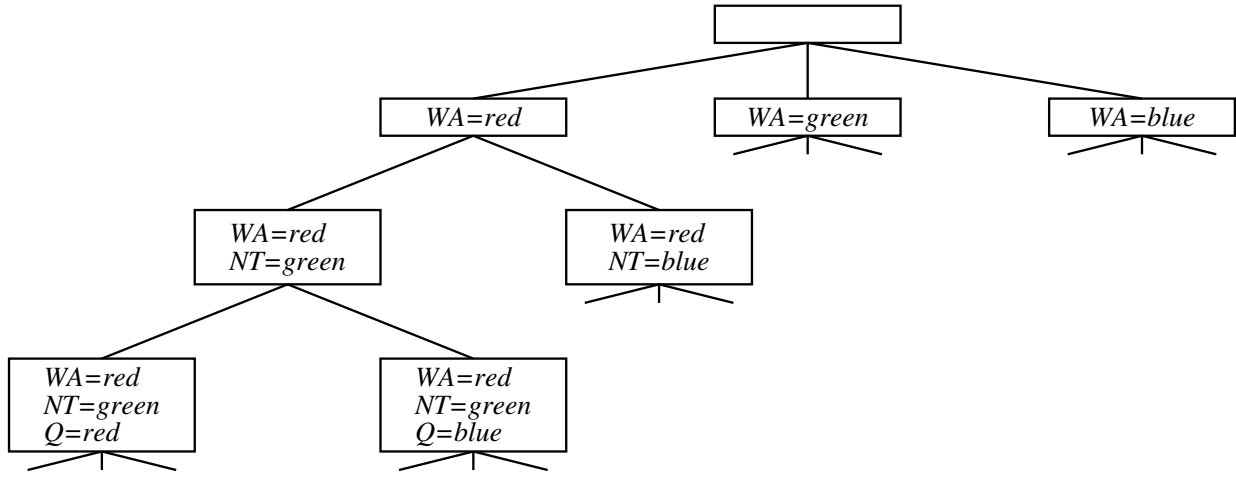 WA=red
WA=green
WA=blue
WA=red
NT=green
WA=red
NT=blue
WA=red
NT=green
Q=red
WA=red
NT=green
Q=blue